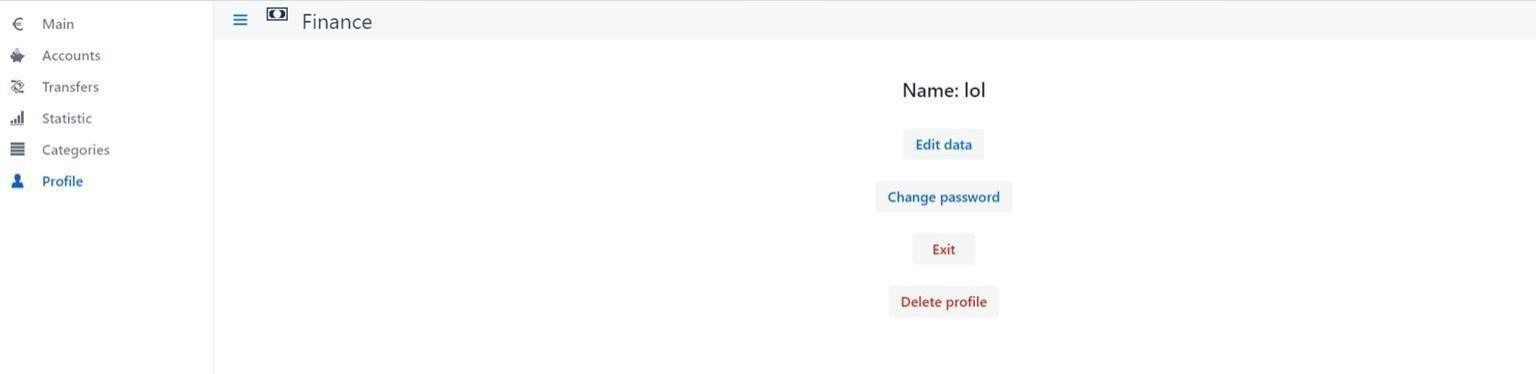 Main
Accounts
Transfers
Statistic
Categories
Profile
Finance
Name: lol
Edit data
Change password
Exit
Delete profile